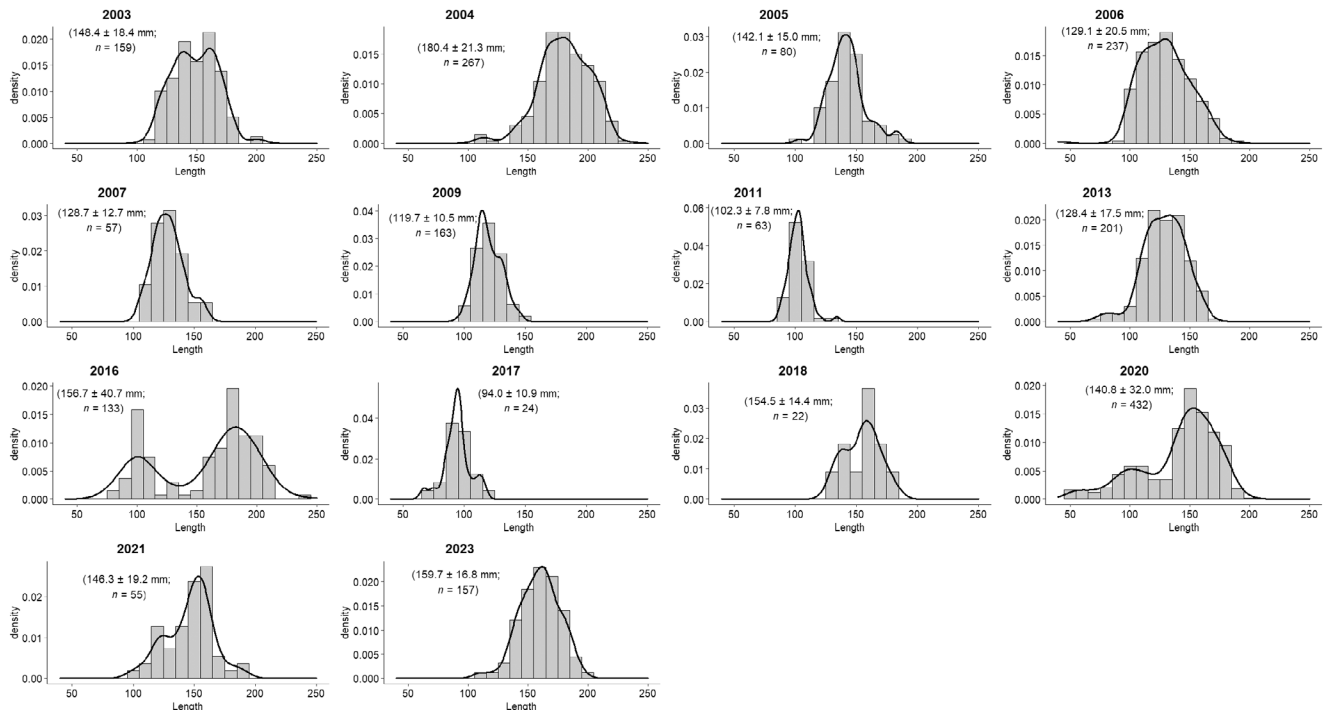 2003
(148.4 ± 18.4 mm;
n = 159)
density
0.020
0.015
0.010
0.005
0.000
50 100 150 200 250
Length
2004
(180.4 ± 21.3 mm;
n = 267)
density
0.015
0.010
0.005
0.000
50 100 150 200 250
Length
2005
(142.1 ± 15.0 mm;
n = 80)
density
0.03
0.02
0.01
0.00
50 100 150 200 250
Length
2006
(129.1 ± 20.5 mm;
n = 237)
density
0.015
0.010
0.005
0.000
50 100 150 200 250
Length
2007
(128.7 ± 12.7 mm;
n = 57)
density
0.03
0.02
0.01
0.00
50 100 150 200 250
Length
2009
(119.7 ± 10.5 mm;
n = 163)
density
0.04
0.03
0.02
0.01
0.00
50 100 150 200 250
Length
2011
(102.3 ± 7.8 mm;
n = 63)
density
0.06
0.04
0.02
0.00
50 100 150 200 250
Length
2013
(128.4 ± 17.5 mm;
n = 201)
density
0.020
0.015
0.010
0.005
0.000
50 100 150 200 250
Length
2016
(156.7 ± 40.7 mm;
n = 133)
density
0.020
0.015
0.010
0.005
0.000
50 100 150 200 250
Length
2017
(94.0 ± 10.9 mm;
n = 24)
density
0.04
0.02
0.00
50 100 150 200 250
Length
2018
(154.5 ± 14.4 mm;
n = 22)
density
0.03
0.02
0.01
0.00
50 100 150 200 250
Length
2020
(140.8 ± 32.0 mm;
n = 432)
density
0.020
0.015
0.010
0.005
0.000
50 100 150 200 250
Length
2021
(146.3 ± 19.2 mm;
n = 55)
density
0.02
0.01
0.00
50 100 150 200 250
Length
2023
(159.7 ± 16.8 mm;
n = 157)
density
0.020
0.015
0.010
0.005
0.000
50 100 150 200 250
Length